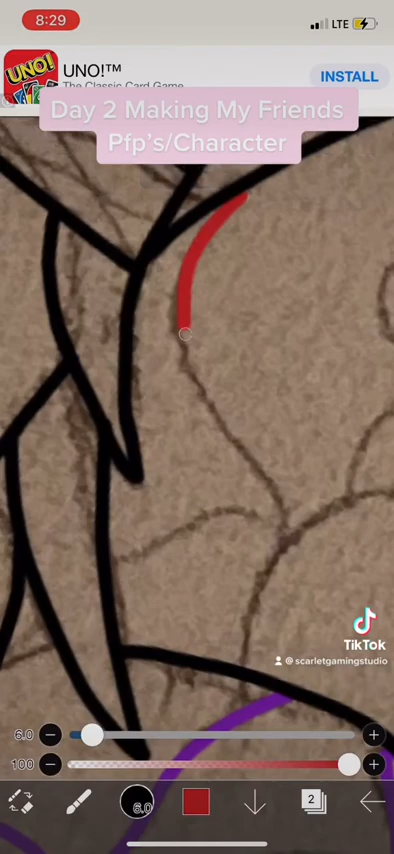 8:29
LTE
UNO!
UNO!™
The Classic Card Game
INSTALL
Day 2 Making My Friends
Pfp's/Character
TikTok
@scarletgamingstudio
6.0
100
6.0
2